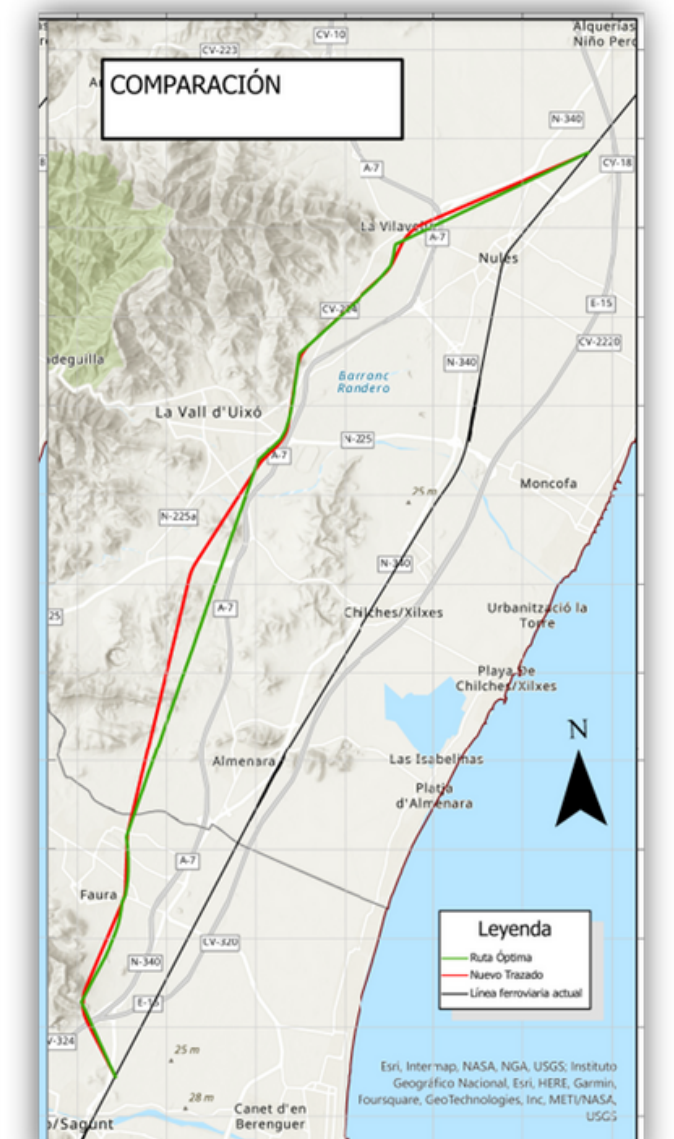 Alquerías
Niño Perd
CV-10
CV-223
COMPARACIÓN
N-340
A-7
CV-18
La Vilavella
A-7
Nules
E-15
CV-224
CV-2220
N-340
Barranc
Randero
La Vall d'Uixó
N-225
A-7
Moncofa
25 m
N-225a
N-340
A-7
25
Chilches/Xilxes
Urbanització la
Torre
Playa De
Chilches/Xilxes
N
Almenara
Las Isabelinas
Platja
d'Almenara
A-7
Faura
Leyenda
CV-320
Ruta Óptima
N-340
Nuevo Trazado
E-15
Línea ferroviaria actual
V-324
25 m
Esri, Intermap, NASA, NGA, USGS; Instituto
Geográfico Nacional, Esri, HERE, Garmin,
Foursquare, GeoTechnologies, Inc, METI/NASA,
USGS
28 m
Canet d'en
Berenguer
o/Sagunt